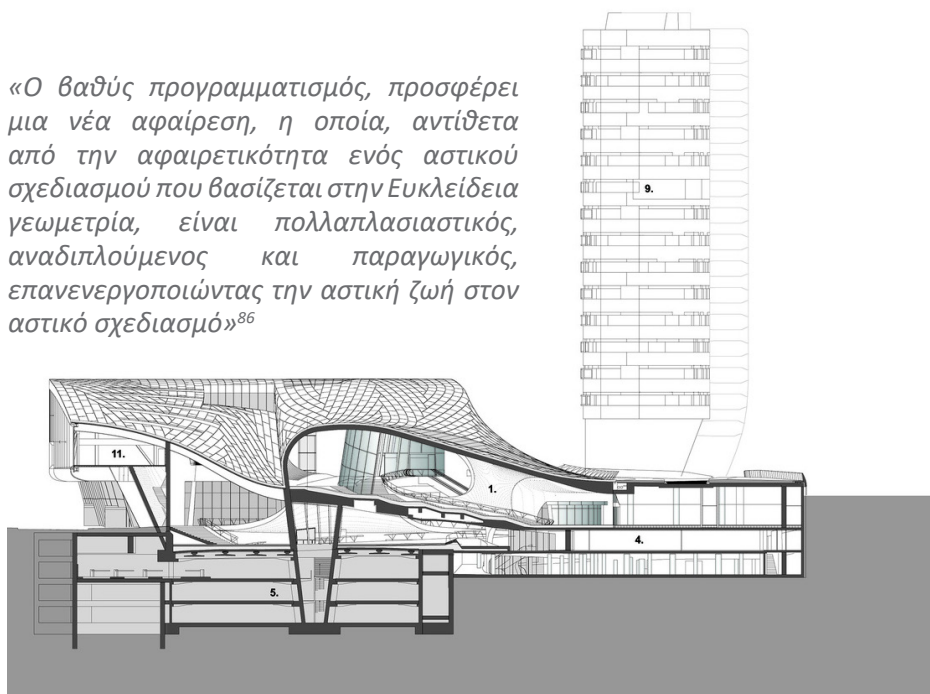 «Ο βαθύς προγραμματισμός, προσφέρει
μια νέα αφαίρεση, η οποία, αντίθετα
από την αφαιρετικότητα ενός αστικού
σχεδιασμού που βασίζεται στην Ευκλείδεια
γεωμετρία, είναι πολλαπλασιαστικός,
αναδιπλούμενος και παραγωγικός,
επανενεργοποιώντας την αστική ζωή στον
αστικό σχεδιασμό»86
9.
11.
1.
4.
5.